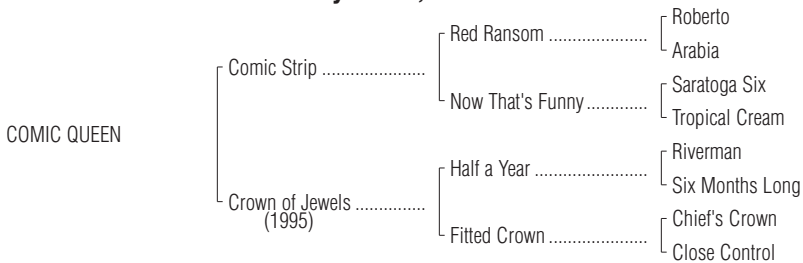 Roberto
Red Ransom ....................
Arabia
Comic Strip ......................
Saratoga Six
Now That's Funny .............
Tropical Cream
COMIC QUEEN
Riverman
Half a Year ........................
Six Months Long
Crown of Jewels ...............
(1995)
Chief's Crown
Fitted Crown .....................
Close Control